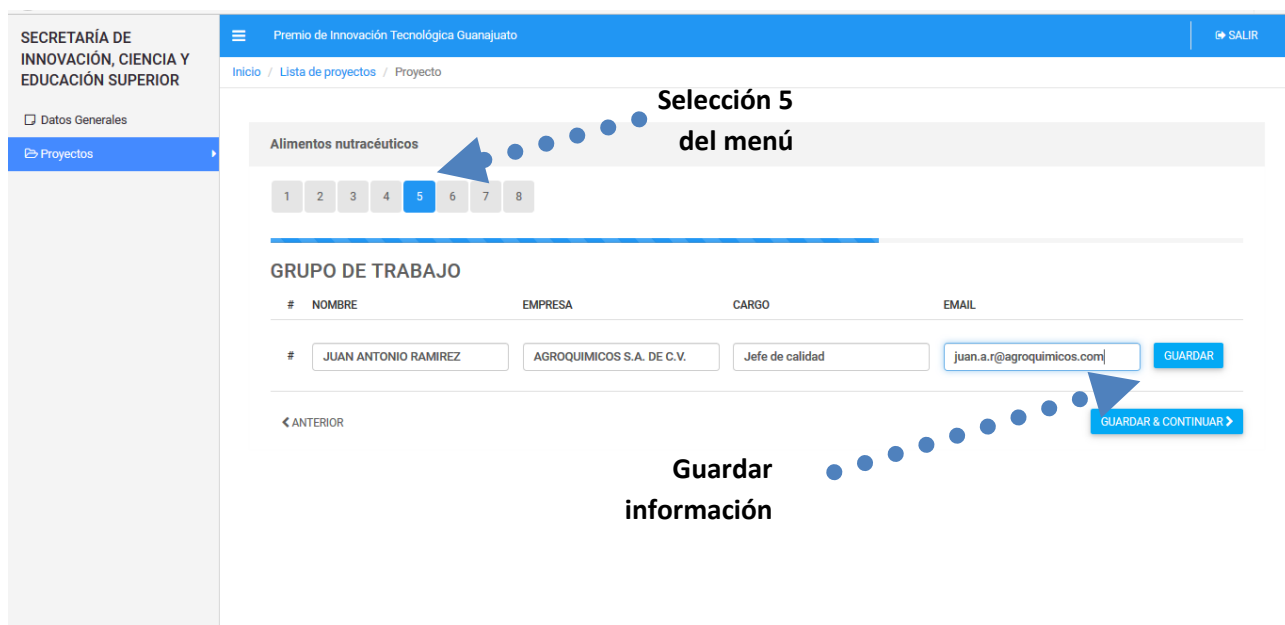 SECRETARÍA DE
INNOVACIÓN, CIENCIA Y
EDUCACIÓN SUPERIOR
Datos Generales
Proyectos
Premio de Innovación Tecnológica Guanajuato
SALIR
Inicio / Lista de proyectos / Proyecto
Selección 5
del menú
Alimentos nutracéuticos
1 2 3 4 5 6 7 8
GRUPO DE TRABAJO
# NOMBRE EMPRESA CARGO EMAIL
# JUAN ANTONIO RAMIREZ AGROQUIMICOS S.A. DE C.V. Jefe de calidad juan.a.r@agroquimicos.com GUARDAR
ANTERIOR
GUARDAR & CONTINUAR
Guardar
información